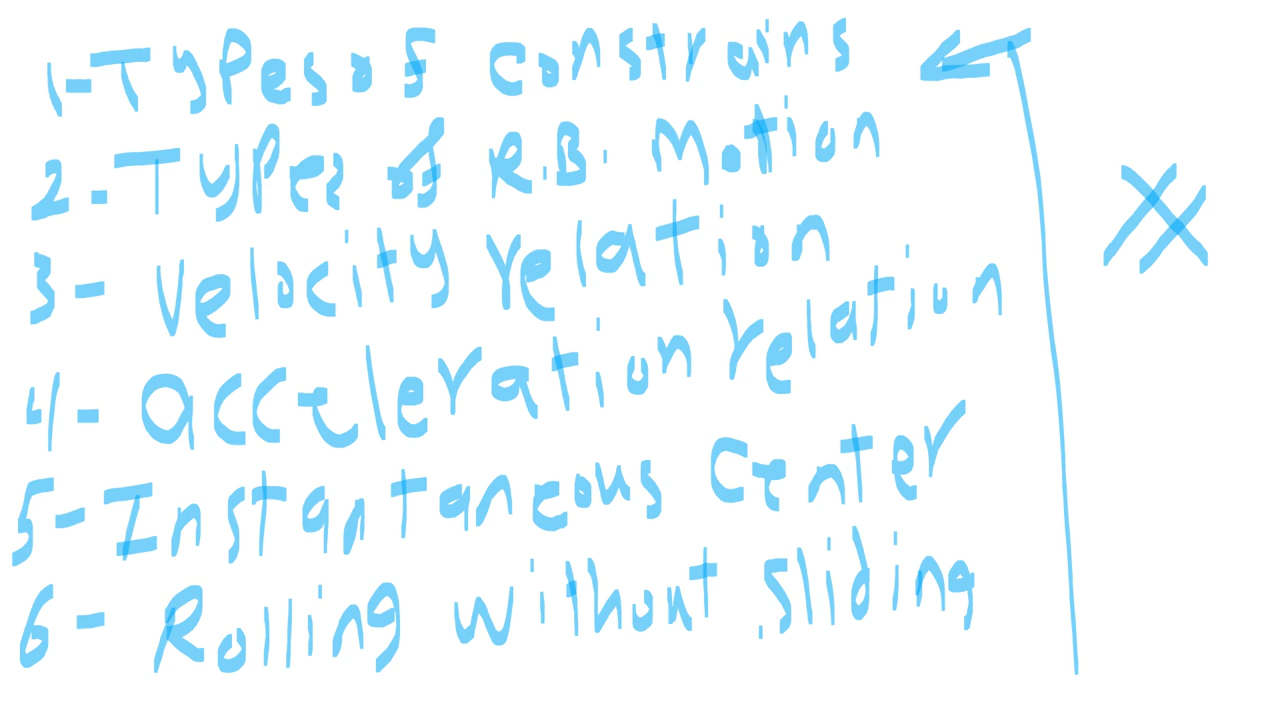 1-Types of constrains
2-Types of R.B. Motion
3- Velocity relation
4- acceleration relation
5-Instantaneous Center
6- Rolling without sliding